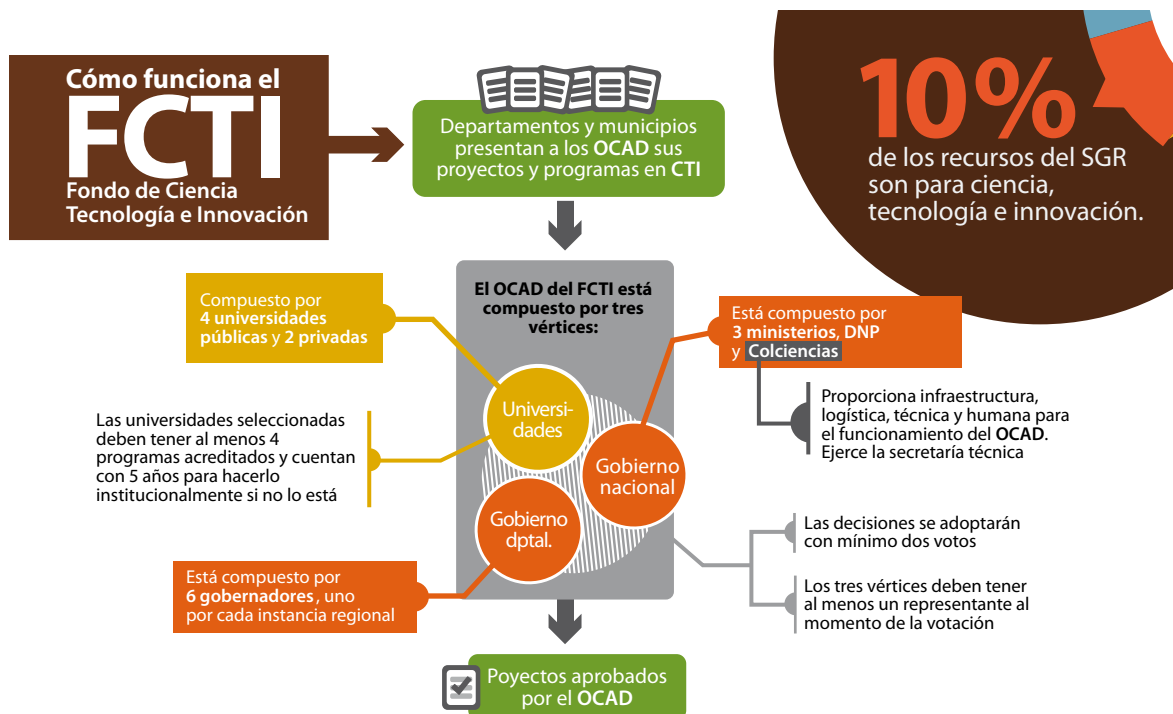 Cómo funciona el
FCTI
Fondo de Ciencia
Tecnología e Innovación
Departamentos y municipios
presentan a los OCAD sus
proyectos y programas en CTI
10%
de los recursos del SGR
son para ciencia,
tecnología e innovación.
El OCAD del FCTI está
compuesto por tres
vértices:
Compuesto por
4 universidades
públicas y 2 privadas
Está compuesto por
3 ministerios, DNP
y Colciencias
Universi-
dades
Las universidades seleccionadas
deben tener al menos 4
programas acreditados y cuentan
con 5 años para hacerlo
institucionalmente si no lo está
Proporciona infraestructura,
logística, técnica y humana para
el funcionamiento del OCAD.
Ejerce la secretaría técnica
Gobierno
nacional
Gobierno
dptal.
Las decisiones se adoptarán
con mínimo dos votos
Está compuesto por
6 gobernadores, uno
por cada instancia regional
Los tres vértices deben tener
al menos un representante al
momento de la votación
Poyectos aprobados
por el OCAD